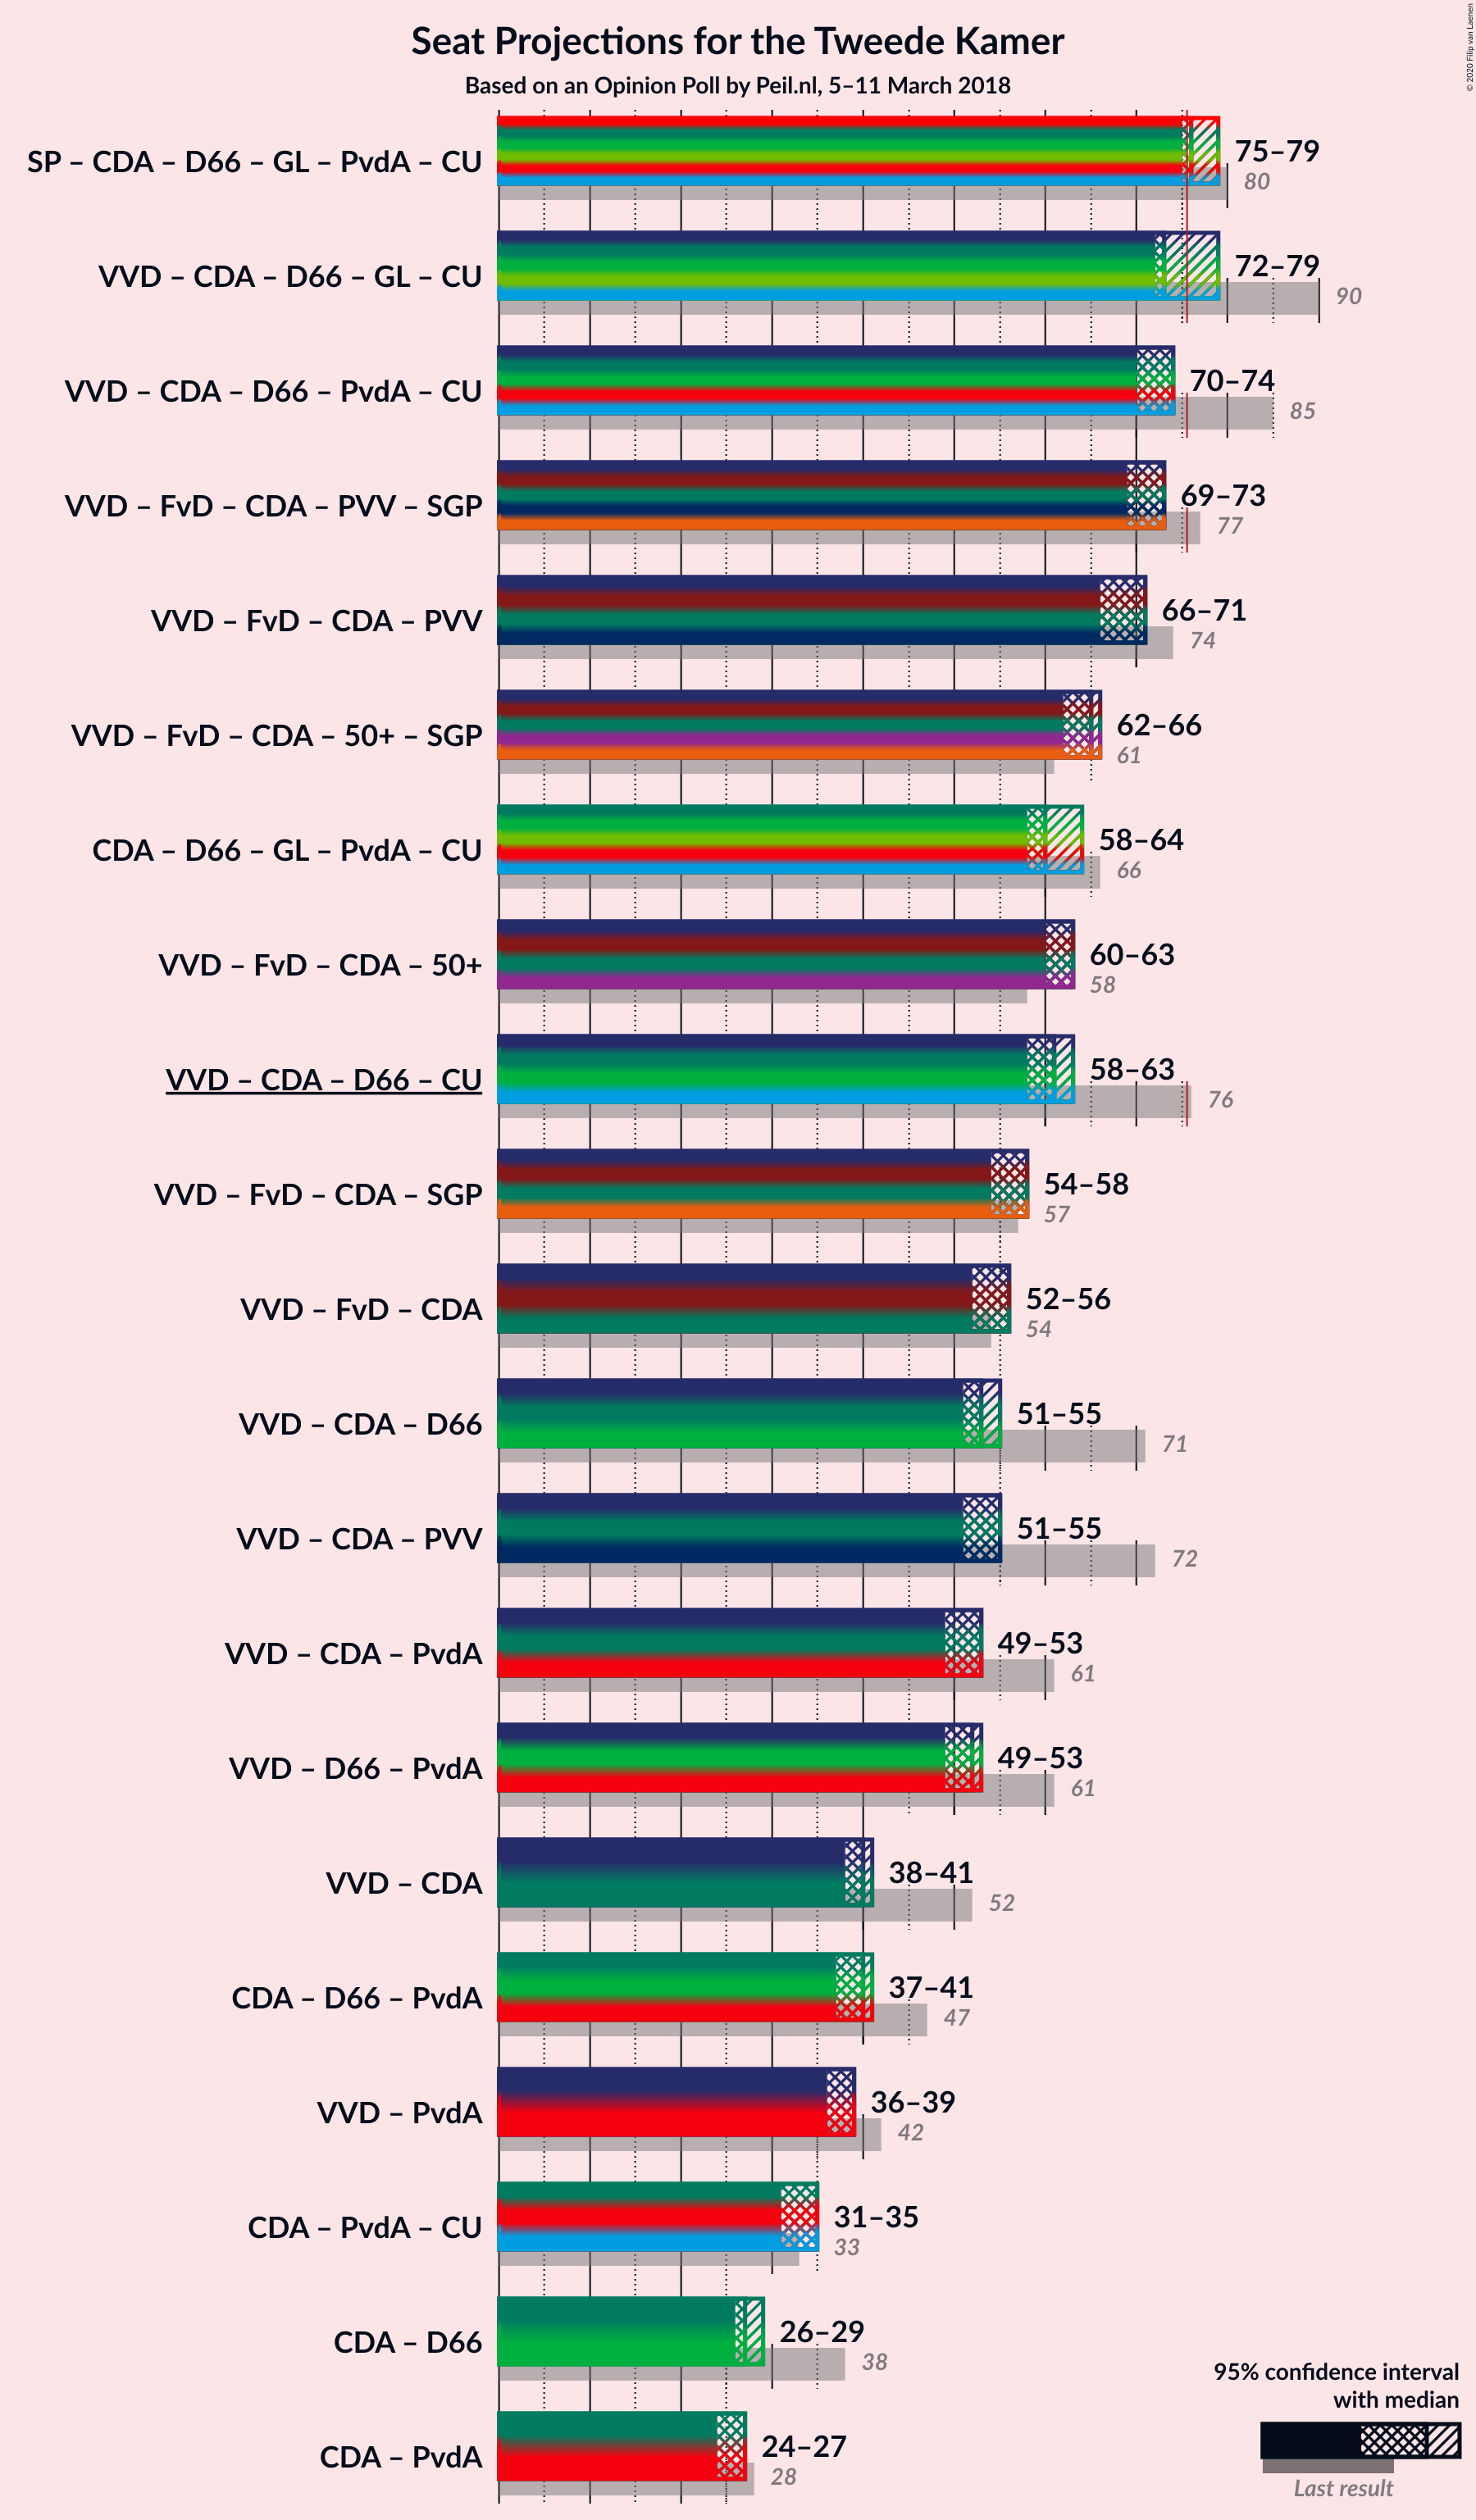 © 2020 Filip van Laenen
Seat Projections for the Tweede Kamer
Based on an Opinion Poll by Peil.nl, 5–11 March 2018
SP – CDA – D66 – GL – PvdA – CU 75–79
80
VVD – CDA – D66 – GL – CU 72–79
90
VVD – CDA – D66 – PvdA – CU 70–74
85
VVD – FvD – CDA – PVV – SGP 69–73
77
VVD – FvD – CDA – PVV 66–71
74
VVD – FvD – CDA – 50+ – SGP 62–66
61
CDA – D66 – GL – PvdA – CU 58–64
66
VVD – FvD – CDA – 50+ 60–63
58
VVD – CDA – D66 – CU 58–63
76
VVD – FvD – CDA – SGP 54–58
57
VVD – FvD – CDA 52–56
54
VVD – CDA – D66 51–55
71
VVD – CDA – PVV 51–55
72
VVD – CDA – PvdA 49–53
61
VVD – D66 – PvdA 49–53
61
VVD – CDA 38–41
52
CDA – D66 – PvdA 37–41
47
VVD – PvdA 36–39
42
CDA – PvdA – CU 31–35
33
CDA – D66 26–29
38
CDA – PvdA 24–27
28
95% confidence interval
with median
Last result